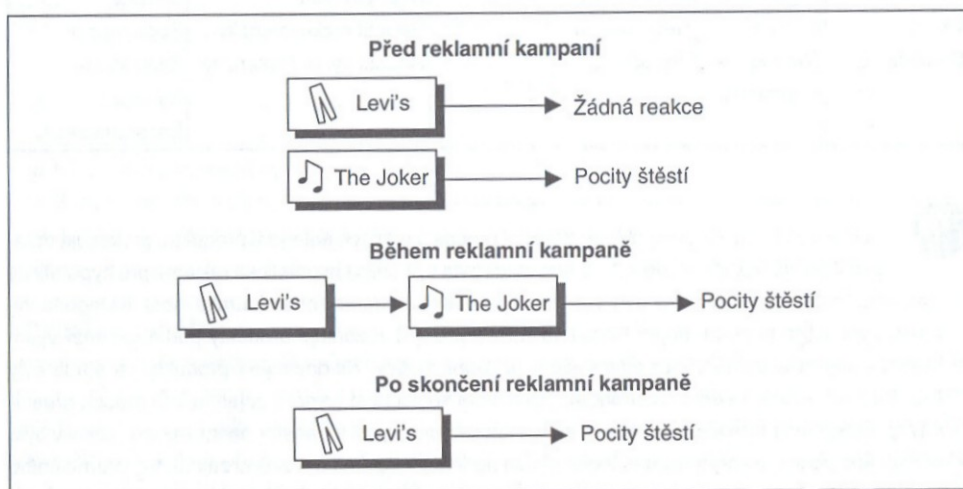 Před reklamní kampaní
Levi's Žádná reakce
The Joker Pocity štěstí
Během reklamní kampaně
Levi's The Joker Pocity štěstí
Po skončení reklamní kampaně
Levi's Pocity štěstí